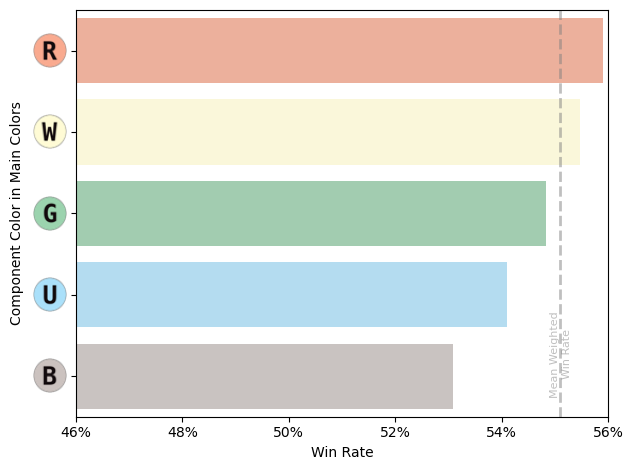 Component Color in Main Colors
R
W
G
U
B
Mean Weighted
Win Rate
46%
48%
50%
52%
54%
56%
Win Rate